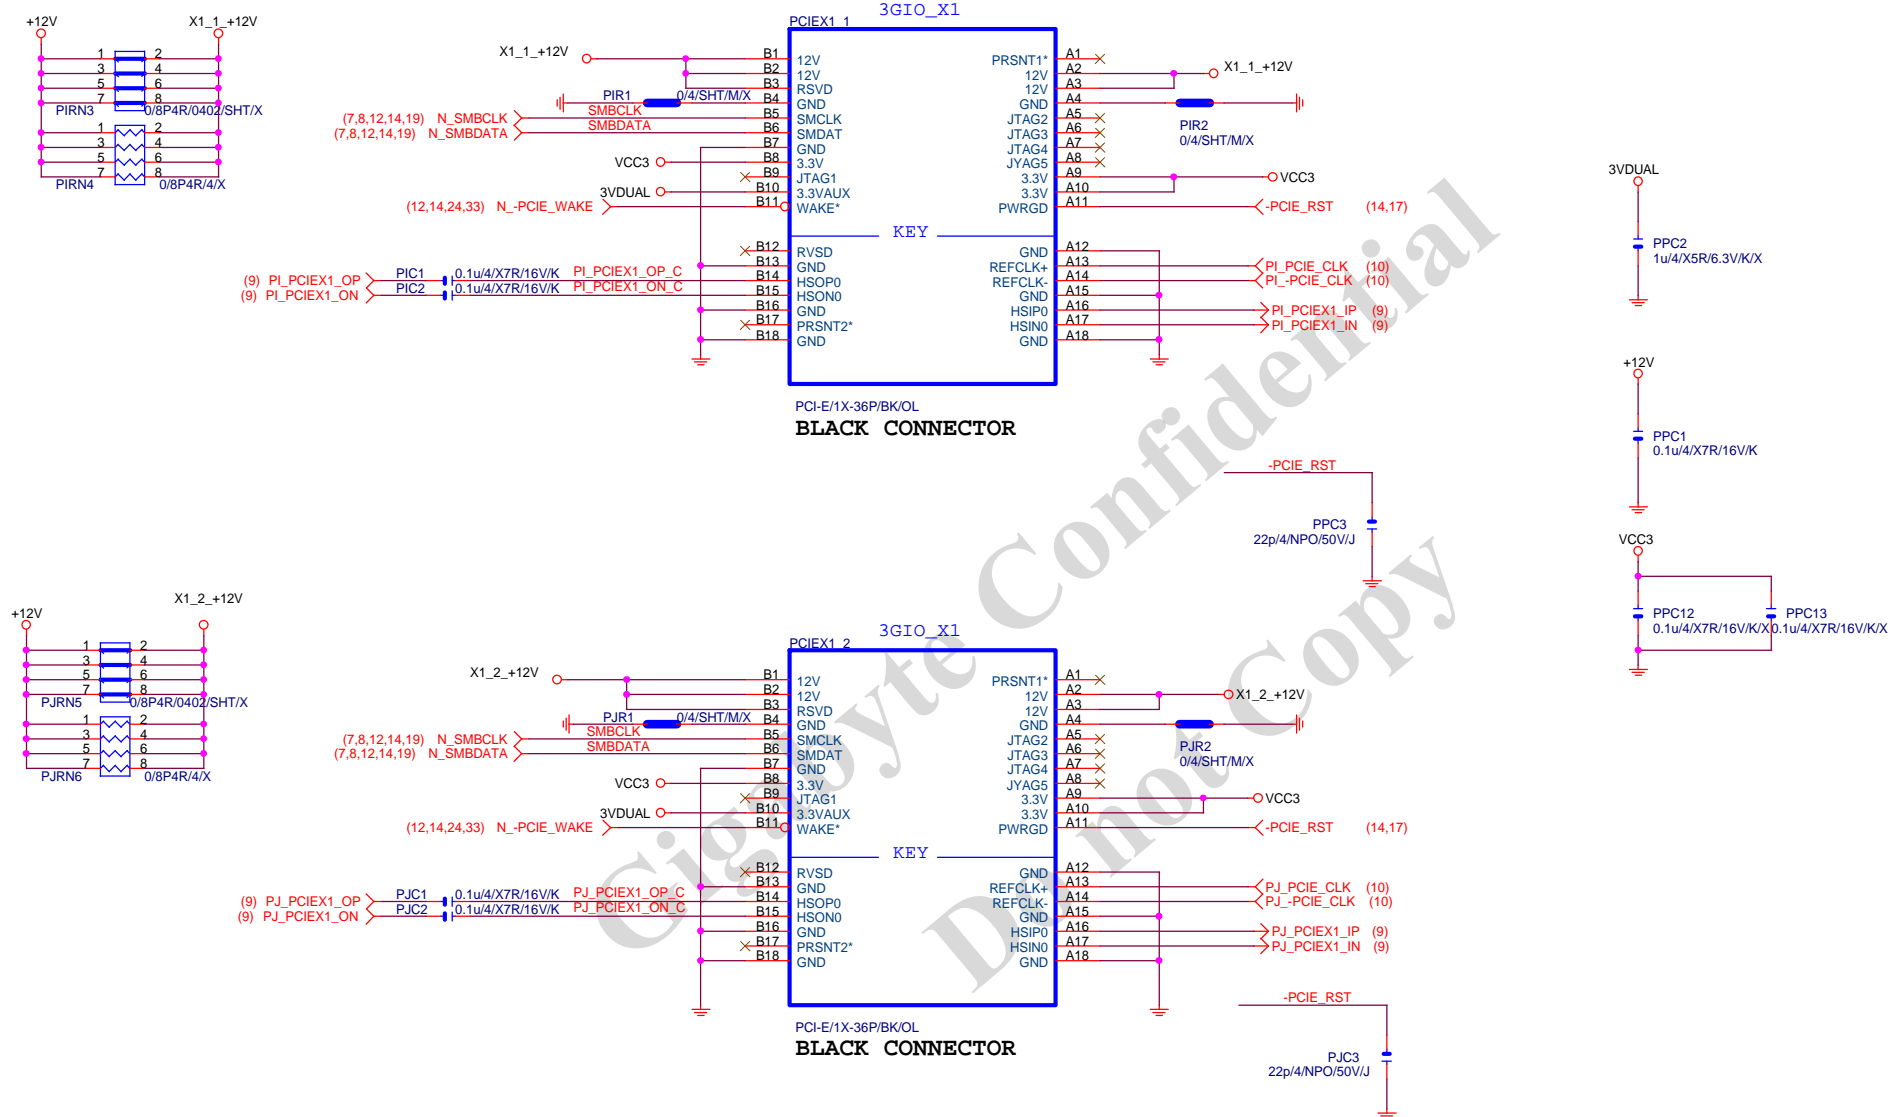 3GIO_X1
PCIEX1_1
+12V
X1_1_+12V
1 2
3 4
5 6
7 8
PIRN3 0/8P4R/0402/SHT/X
1 2
3 4
5 6
7 8
PIRN4 0/8P4R/4/X
X1_1_+12V
PIR1 0/4/SHT/M/X
(7,8,12,14,19) N_SMBCLK SMBCLK
(7,8,12,14,19) N_SMBDATA SMBDATA
VCC3
3VDUAL
(12,14,24,33) N_-PCIE_WAKE
(9) PI_PCIEX1_OP PIC1 0.1u/4/X7R/16V/K PI_PCIEX1_OP_C
(9) PI_PCIEX1_ON PIC2 0.1u/4/X7R/16V/K PI_PCIEX1_ON_C
B1 12V
B2 12V
B3 RSVD
B4 GND
B5 SMCLK
B6 SMDAT
B7 GND
B8 3.3V
B9 JTAG1
B10 3.3VAUX
B11 WAKE*
KEY
B12 RVSD
B13 GND
B14 HSOP0
B15 HSON0
B16 GND
B17 PRSNT2*
B18 GND
PRSNT1* A1
12V A2
12V A3
GND A4
JTAG2 A5
JTAG3 A6
JTAG4 A7
JYAG5 A8
3.3V A9
3.3V A10
PWRGD A11
GND A12
REFCLK+ A13
REFCLK- A14
GND A15
HSIP0 A16
HSIN0 A17
GND A18
X1_1_+12V
PIR2
0/4/SHT/M/X
VCC3
-PCIE_RST (14,17)
PI_PCIE_CLK (10)
PI_-PCIE_CLK (10)
PI_PCIEX1_IP (9)
PI_PCIEX1_IN (9)
PCI-E/1X-36P/BK/OL
BLACK CONNECTOR
3VDUAL
PPC2
1u/4/X5R/6.3V/K/X
+12V
PPC1
0.1u/4/X7R/16V/K
-PCIE_RST
PPC3
22p/4/NPO/50V/J
VCC3
PPC12
0.1u/4/X7R/16V/K/X
PPC13
0.1u/4/X7R/16V/K/X
Gigabyte Confidential
Do not Copy
3GIO_X1
PCIEX1_2
+12V
X1_2_+12V
1 2
3 4
5 6
7 8
PJRN5 0/8P4R/0402/SHT/X
1 2
3 4
5 6
7 8
PJRN6 0/8P4R/4/X
X1_2_+12V
PJR1 0/4/SHT/M/X
(7,8,12,14,19) N_SMBCLK SMBCLK
(7,8,12,14,19) N_SMBDATA SMBDATA
VCC3
3VDUAL
(12,14,24,33) N_-PCIE_WAKE
(9) PJ_PCIEX1_OP PJC1 0.1u/4/X7R/16V/K PJ_PCIEX1_OP_C
(9) PJ_PCIEX1_ON PJC2 0.1u/4/X7R/16V/K PJ_PCIEX1_ON_C
B1 12V
B2 12V
B3 RSVD
B4 GND
B5 SMCLK
B6 SMDAT
B7 GND
B8 3.3V
B9 JTAG1
B10 3.3VAUX
B11 WAKE*
KEY
B12 RVSD
B13 GND
B14 HSOP0
B15 HSON0
B16 GND
B17 PRSNT2*
B18 GND
PRSNT1* A1
12V A2
12V A3
GND A4
JTAG2 A5
JTAG3 A6
JTAG4 A7
JYAG5 A8
3.3V A9
3.3V A10
PWRGD A11
GND A12
REFCLK+ A13
REFCLK- A14
GND A15
HSIP0 A16
HSIN0 A17
GND A18
X1_2_+12V
PJR2
0/4/SHT/M/X
VCC3
-PCIE_RST (14,17)
PJ_PCIE_CLK (10)
PJ_-PCIE_CLK (10)
PJ_PCIEX1_IP (9)
PJ_PCIEX1_IN (9)
PCI-E/1X-36P/BK/OL
BLACK CONNECTOR
-PCIE_RST
PJC3
22p/4/NPO/50V/J